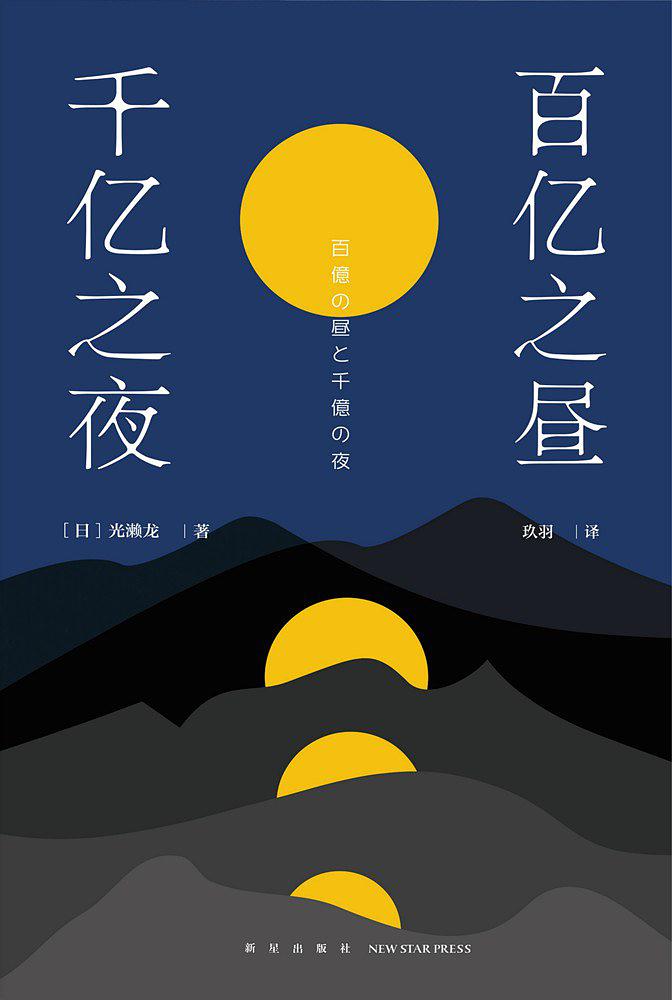 百亿之昼
千亿之夜
百億の昼と千億の夜
［日］光濑龙 | 著
玖羽 | 译
新星出版社 NEW STAR PRESS